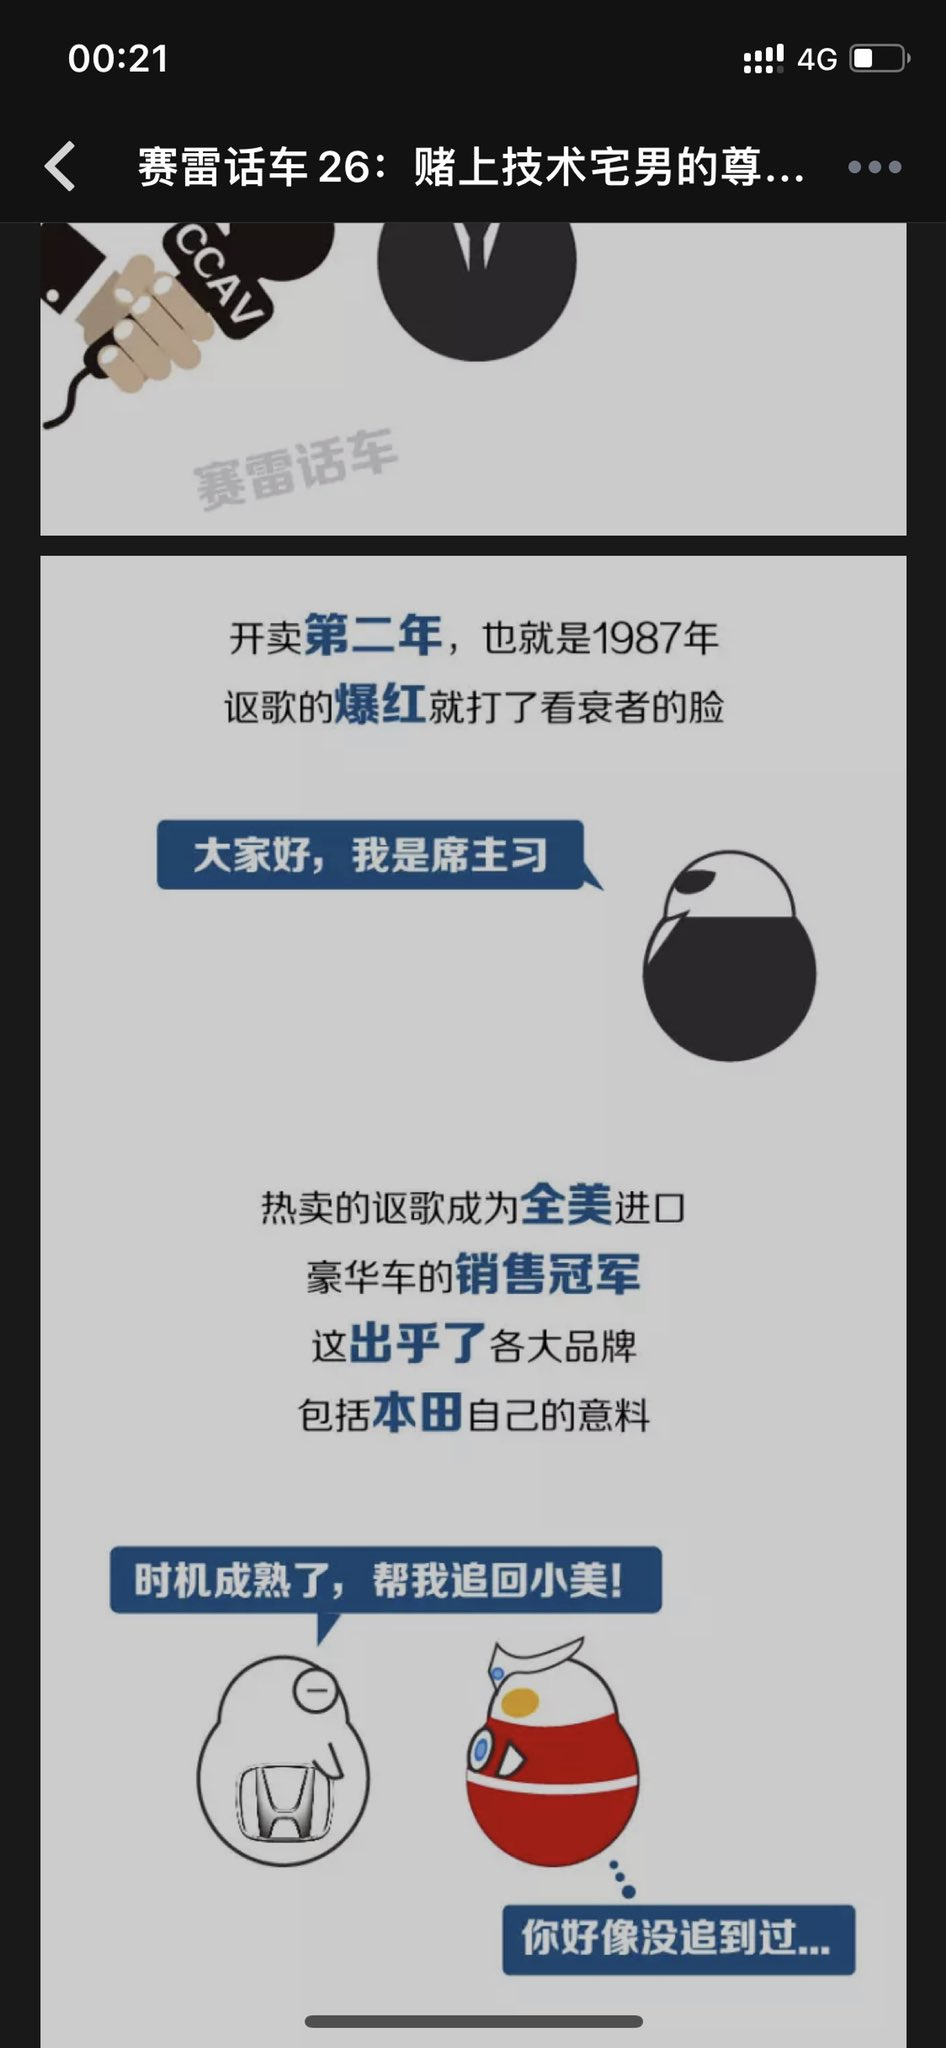 00:21
4G
赛雷话车26：赌上技术宅男的尊...
CCAV
赛雷话车
开卖第二年，也就是1987年
讴歌的爆红就打了看衰者的脸
大家好，我是席主习
热卖的讴歌成为全美进口
豪华车的销售冠军
这出乎了各大品牌
包括本田自己的意料
时机成熟了，帮我追回小美！
你好像没追到过...